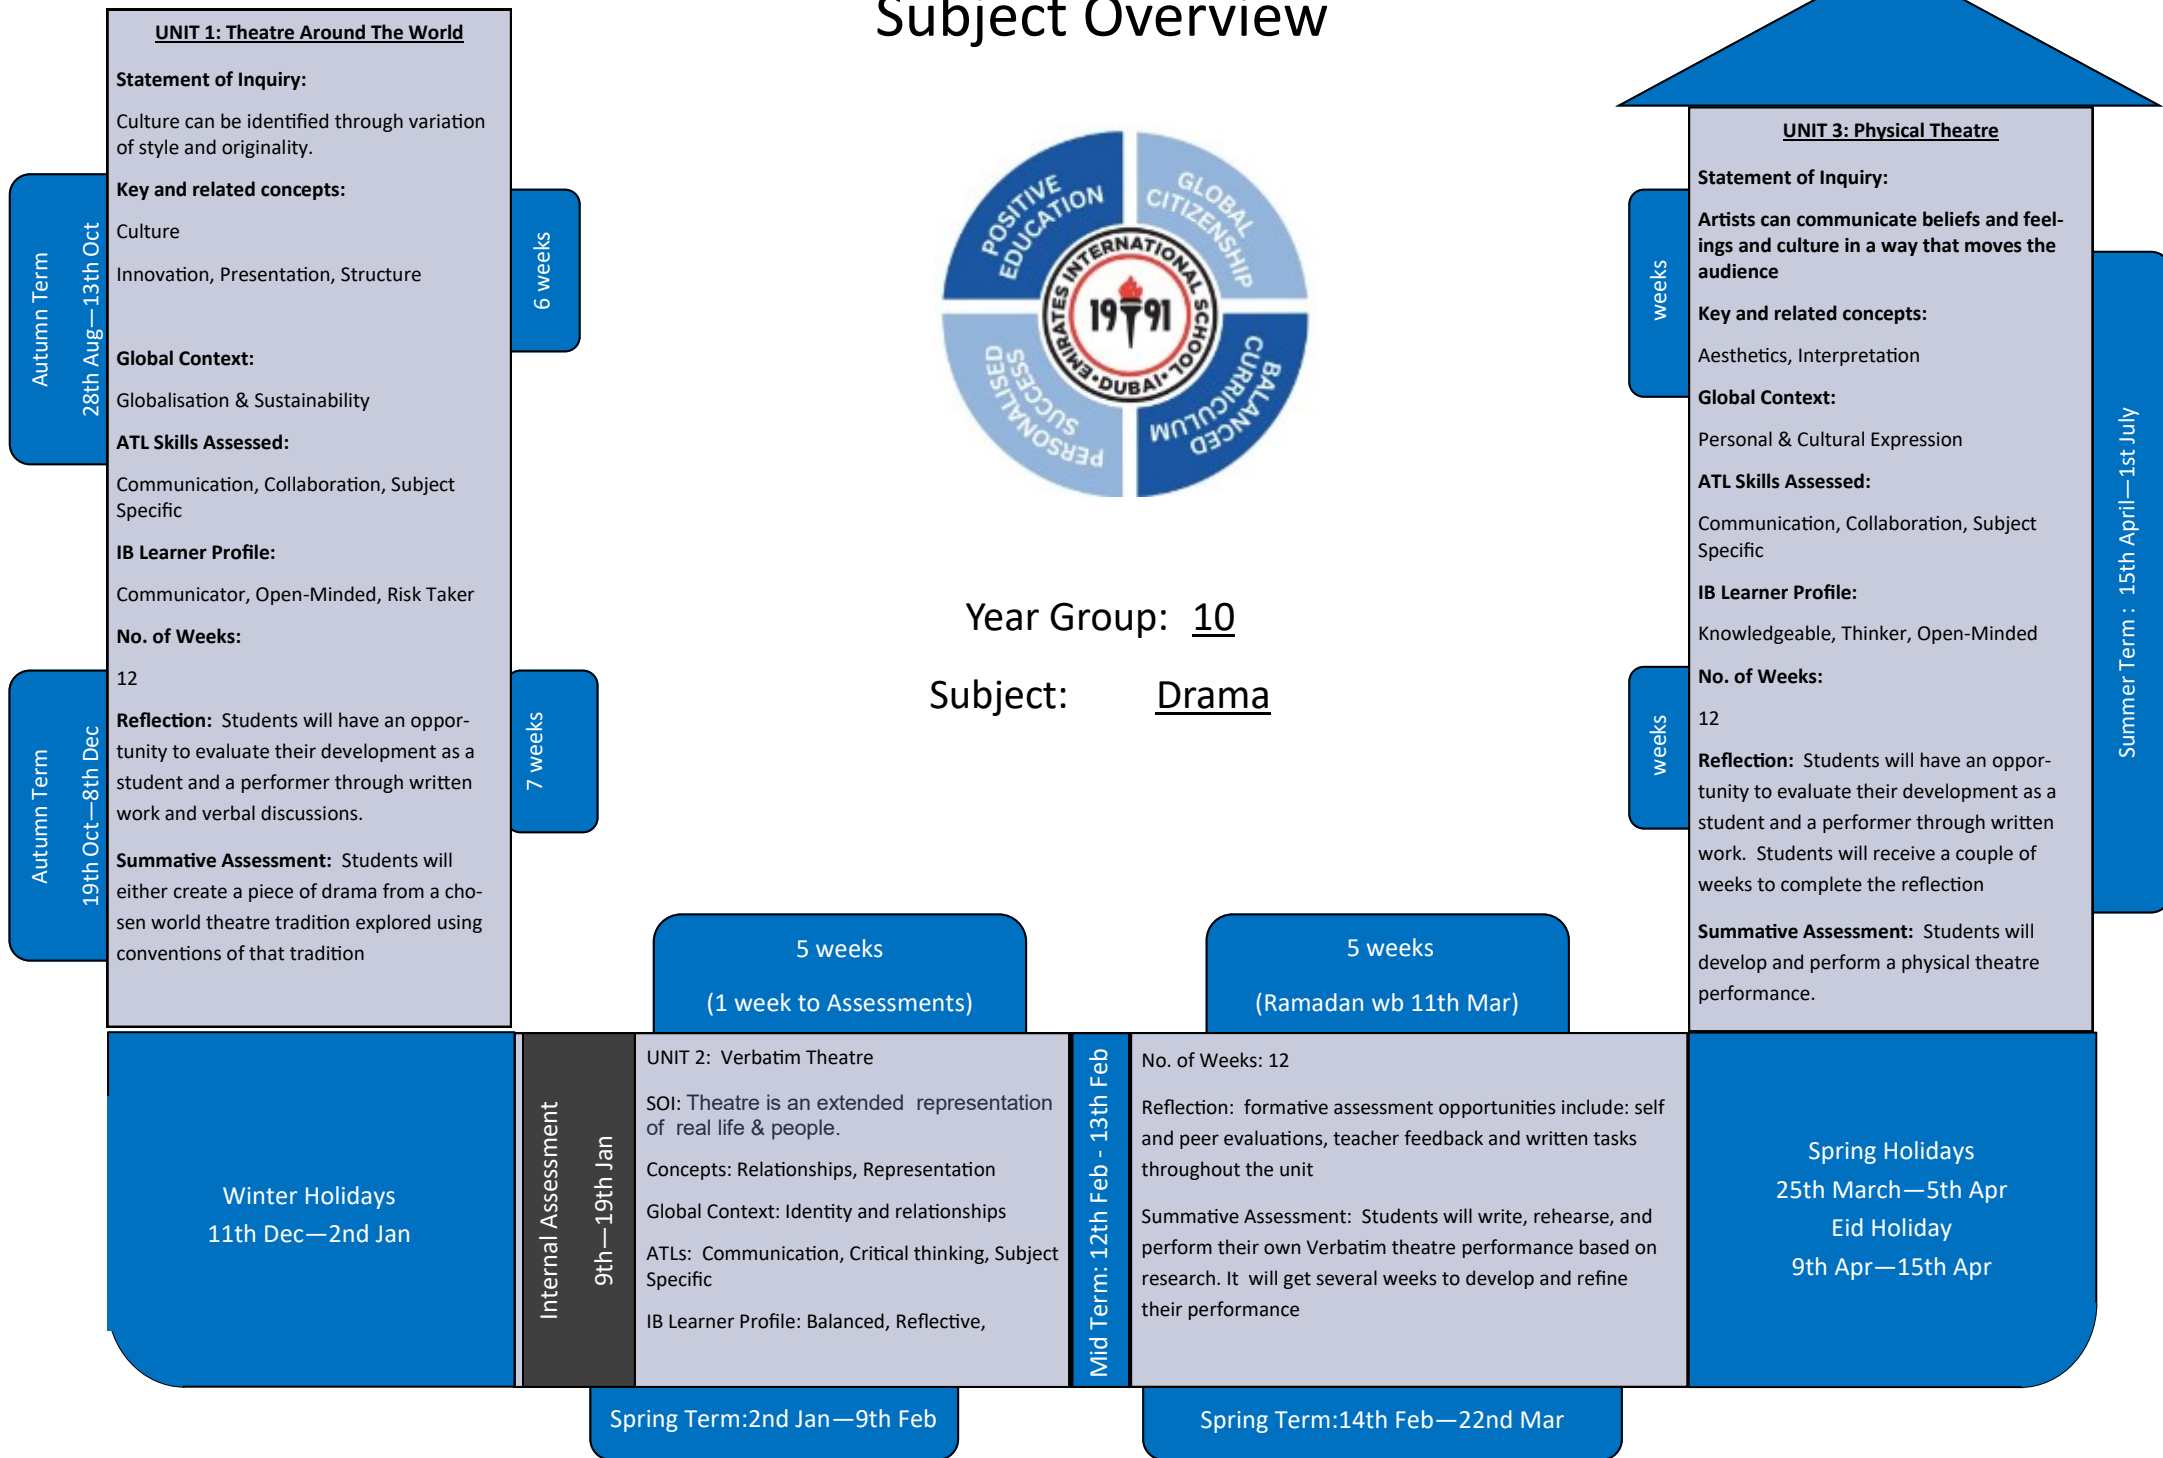 Subject Overview
UNIT 1: Theatre Around The World
Statement of Inquiry:
Culture can be identified through variation
of style and originality.
Key and related concepts:
Culture
Innovation, Presentation, Structure
Global Context:
Globalisation & Sustainability
ATL Skills Assessed:
Communication, Collaboration, Subject
Specific
IB Learner Profile:
Communicator, Open-Minded, Risk Taker
No. of Weeks:
12
Reflection:  Students will have an oppor-
tunity to evaluate their development as a
student and a performer through written
work and verbal discussions.
Summative Assessment:  Students will
either create a piece of drama from a cho-
sen world theatre tradition explored using
conventions of that tradition
Autumn Term
28th Aug—13th Oct
6 weeks
Autumn Term
19th Oct—8th Dec
7 weeks
POSITIVE
EDUCATION
GLOBAL
CITIZENSHIP
PERSONALISED
SUCCESS
BALANCED
CURRICULUM
EMIRATES INTERNATIONAL SCHOOL
•DUBAI•
19 91
Year Group: 10
Subject: Drama
Winter Holidays
11th Dec—2nd Jan
Internal Assessment
9th—19th Jan
5 weeks
(1 week to Assessments)
UNIT 2:  Verbatim Theatre
SOI: Theatre is an extended  representation
of  real life & people.
Concepts: Relationships, Representation
Global Context: Identity and relationships
ATLs:  Communication, Critical thinking, Subject
Specific
IB Learner Profile: Balanced, Reflective,
Spring Term:2nd Jan—9th Feb
Mid Term: 12th Feb - 13th Feb
5 weeks
(Ramadan wb 11th Mar)
No. of Weeks: 12
Reflection:  formative assessment opportunities include: self
and peer evaluations, teacher feedback and written tasks
throughout the unit
Summative Assessment:  Students will write, rehearse, and
perform their own Verbatim theatre performance based on
research. It  will get several weeks to develop and refine
their performance
Spring Term:14th Feb—22nd Mar
Spring Holidays
25th March—5th Apr
Eid Holiday
9th Apr—15th Apr
UNIT 3: Physical Theatre
Statement of Inquiry:
Artists can communicate beliefs and feel-
ings and culture in a way that moves the
audience
Key and related concepts:
Aesthetics, Interpretation
Global Context:
Personal & Cultural Expression
ATL Skills Assessed:
Communication, Collaboration, Subject
Specific
IB Learner Profile:
Knowledgeable, Thinker, Open-Minded
No. of Weeks:
12
Reflection:  Students will have an oppor-
tunity to evaluate their development as a
student and a performer through written
work.  Students will receive a couple of
weeks to complete the reflection
Summative Assessment:  Students will
develop and perform a physical theatre
performance.
weeks
weeks
Summer Term :  15th April—1st July